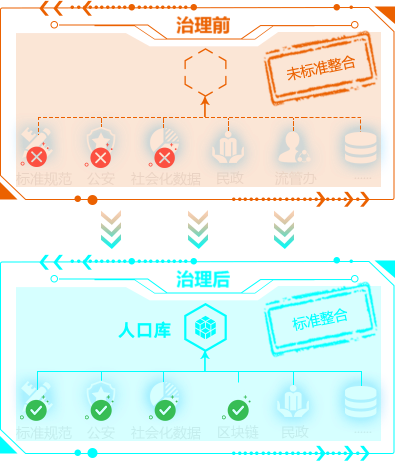 治理前
未标准整合
标准规范 公安 社会化数据 民政 流管办 ......
治理后
人口库
标准整合
标准规范 公安 社会化数据 区块链 民政 ......